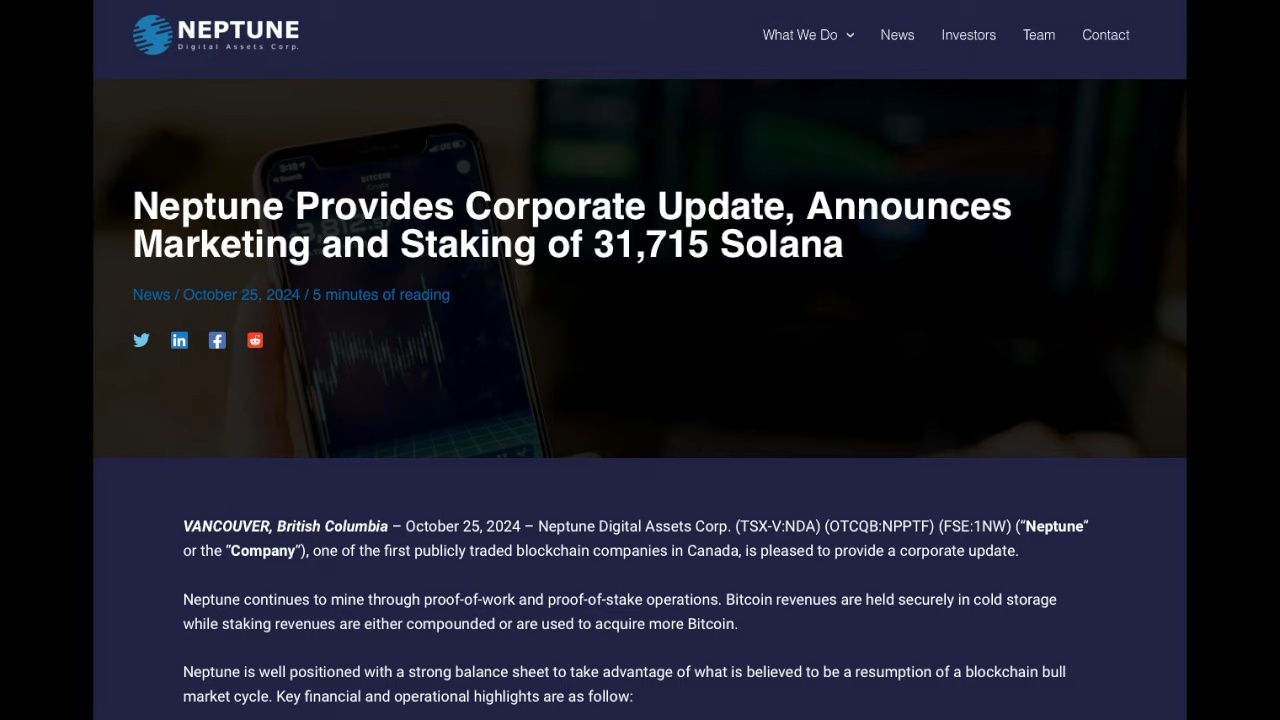 NEPTUNE
Digital Assets Corp.
What We Do
News
Investors
Team
Contact
3:10
Search
BITCOIN
Neptune Provides Corporate Update, Announces
Marketing and Staking of 31,715 Solana
News / October 25, 2024 / 5 minutes of reading
VANCOUVER, British Columbia – October 25, 2024 – Neptune Digital Assets Corp. (TSX-V:NDA) (OTCQB:NPPTF) (FSE:1NW) (“Neptune”
or the “Company”), one of the first publicly traded blockchain companies in Canada, is pleased to provide a corporate update.
Neptune continues to mine through proof-of-work and proof-of-stake operations. Bitcoin revenues are held securely in cold storage
while staking revenues are either compounded or are used to acquire more Bitcoin.
Neptune is well positioned with a strong balance sheet to take advantage of what is believed to be a resumption of a blockchain bull
market cycle. Key financial and operational highlights are as follow: